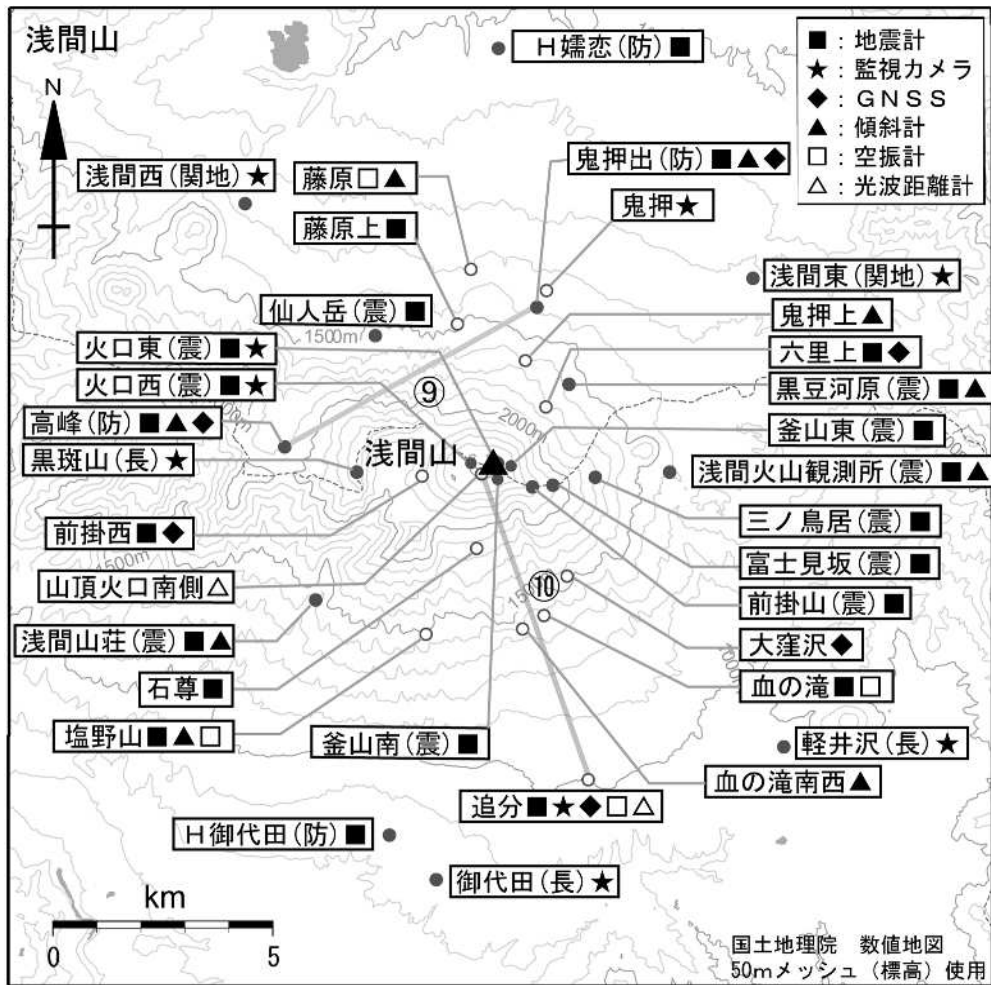 浅間山
N
H嬬恋(防)■
■:地震計
★:監視カメラ
◆:GNSS
▲:傾斜計
□:空振計
△:光波距離計
浅間西(関地)★
藤原□▲
鬼押出(防)■▲◆
藤原上■
鬼押★
浅間東(関地)★
仙人岳(震)■
1500m
鬼押上▲
火口東(震)■★
六里上■◆
火口西(震)■★
⑨
黒豆河原(震)■▲
高峰(防)■▲◆
2000m
釜山東(震)■
黒斑山(長)★
浅間山
浅間火山観測所(震)■▲
前掛西■◆
三ノ鳥居(震)■
1500m
富士見坂(震)■
山頂火口南側△
⑩
前掛山(震)■
浅間山荘(震)■▲
大窪沢◆
石尊■
血の滝■□
塩野山■▲□
釜山南(震)■
軽井沢(長)★
血の滝南西▲
追分■★◆□△
H御代田(防)■
御代田(長)★
km
0 5
国土地理院 数値地図
50mメッシュ(標高)使用